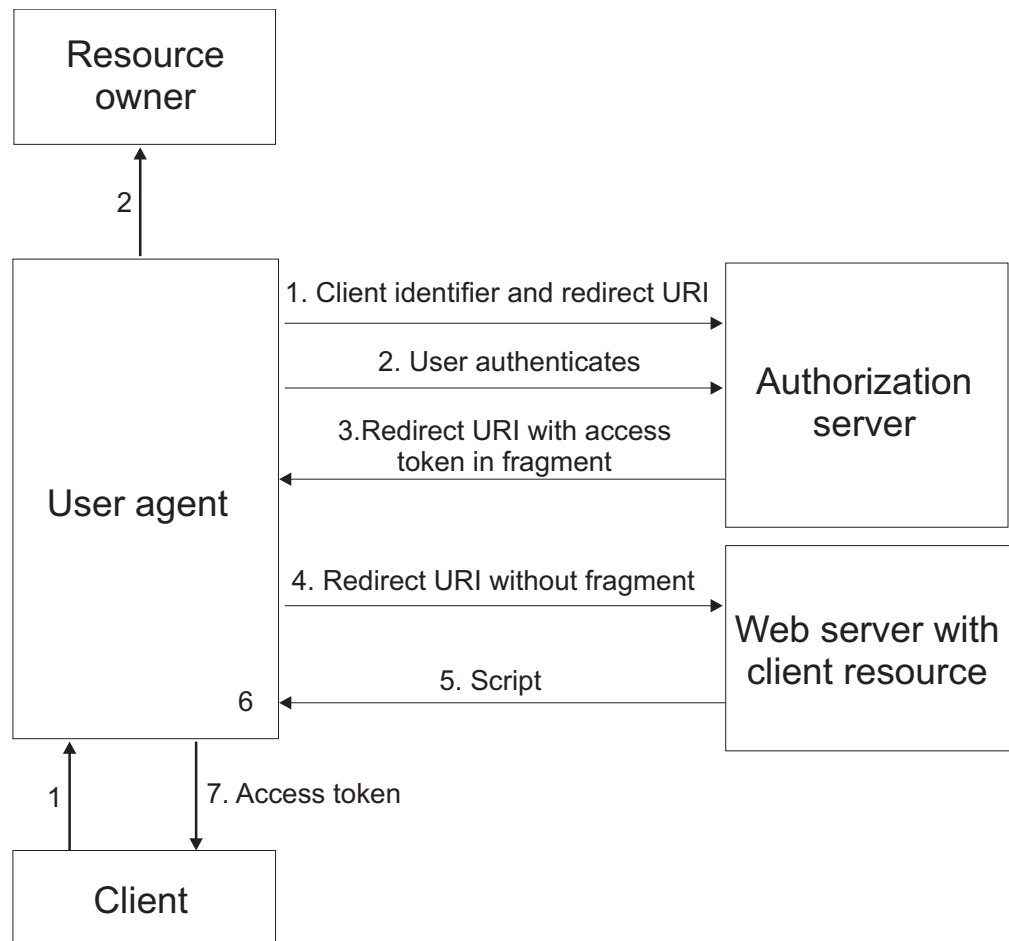 Resource
owner
2
1. Client identifier and redirect URI
2. User authenticates
3.Redirect URI with access
token in fragment
Authorization
server
User agent
4. Redirect URI without fragment
Web server with
client resource
5. Script
6
1
7. Access token
Client